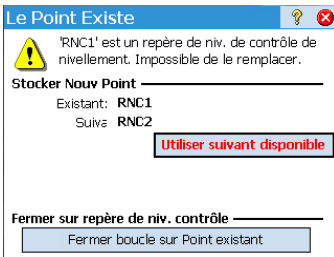 Le Point Existe
'RNC1' est un repère de niv. de contrôle de
nivellement. Impossible de le remplacer.
Stocker Nouv Point
Existant: RNC1
Suiva RNC2
Utiliser suivant disponible
Fermer sur repère de niv. contrôle
Fermer boucle sur Point existant